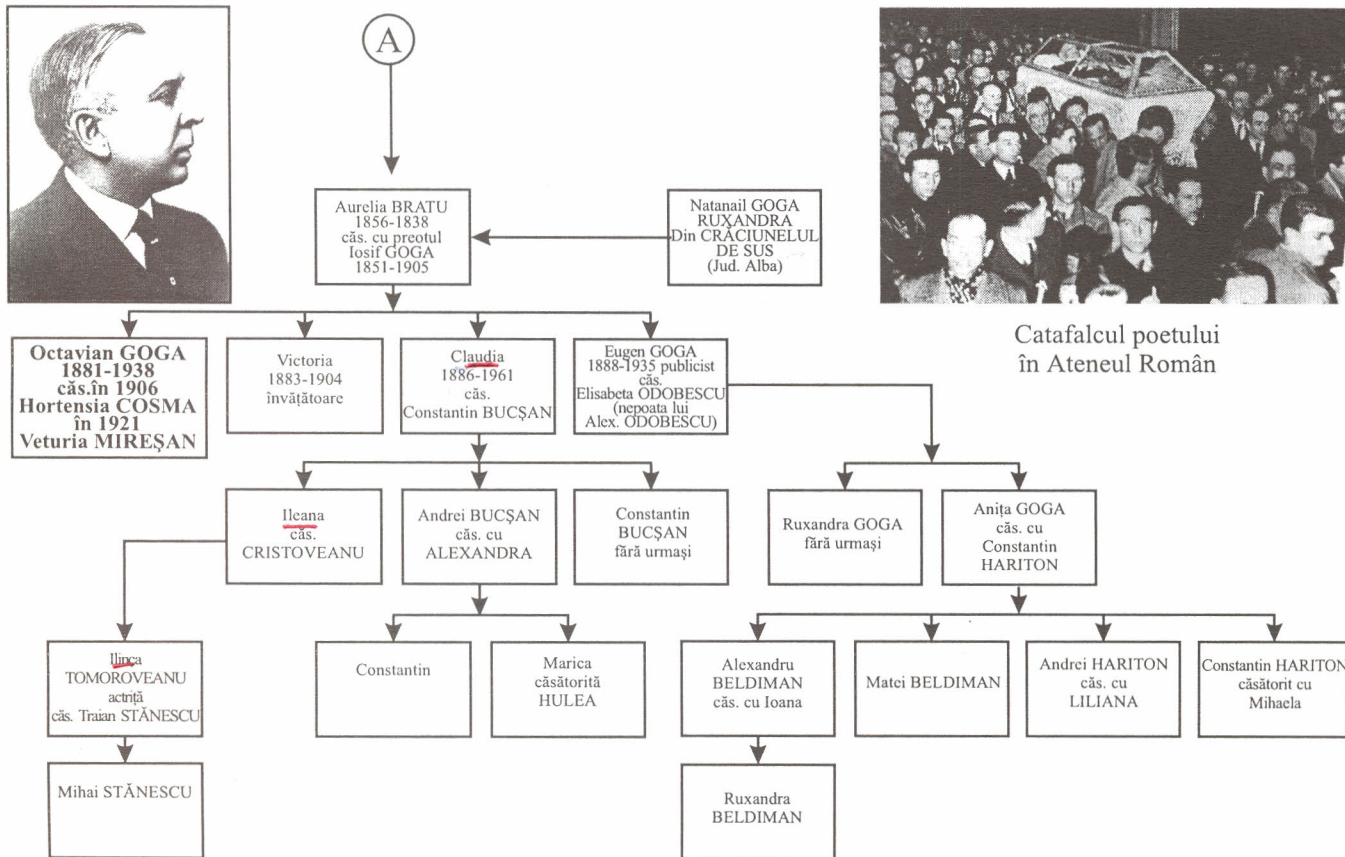 A
Aurelia BRATU
1856-1838
căs. cu preotul
Iosif GOGA
1851-1905
Natanail GOGA
RUXANDRA
Din CRĂCIUNELUL
DE SUS
(Jud. Alba)
Catafalcul poetului
în Ateneul Român
Octavian GOGA
1881-1938
căs.în 1906
Hortensia COSMA
în 1921
Veturia MIREŞAN
Victoria
1883-1904
învăţătoare
Claudia
1886-1961
căs.
Constantin BUCŞAN
Eugen GOGA
1888-1935 publicist
căs.
Elisabeta ODOBESCU
(nepoata lui
Alex. ODOBESCU)
Ileana
căs.
CRISTOVEANU
Andrei BUCŞAN
căs. cu
ALEXANDRA
Constantin
BUCŞAN
fără urmaşi
Ruxandra GOGA
fără urmaşi
Aniţa GOGA
căs. cu
Constantin
HARITON
Ilinca
TOMOROVEANU
actriţă
căs. Traian STĂNESCU
Constantin
Marica
căsătorită
HULEA
Alexandru
BELDIMAN
căs. cu Ioana
Matei BELDIMAN
Andrei HARITON
căs. cu
LILIANA
Constantin HARITON
căsătorit cu
Mihaela
Mihai STĂNESCU
Ruxandra
BELDIMAN